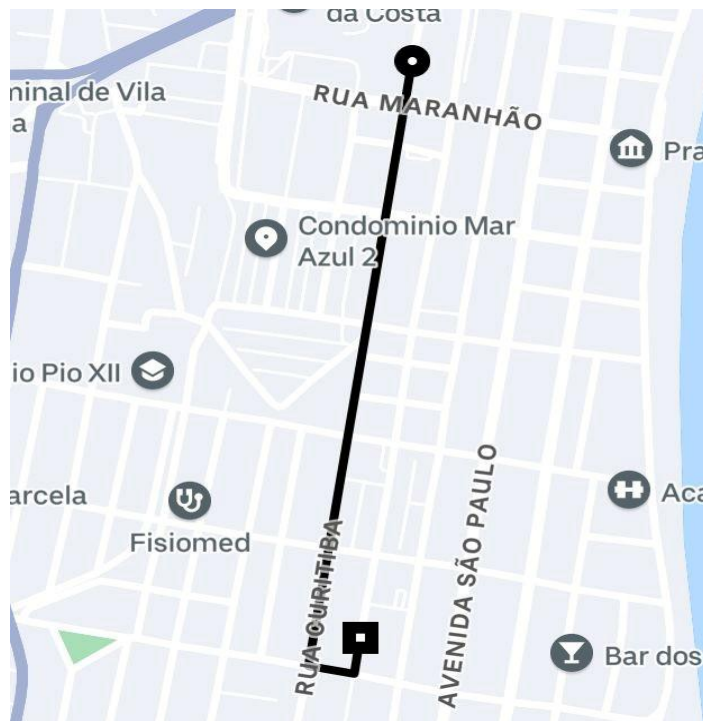 da Costa
RUA MARANHÃO
minal de Vila
a
Pra
Condominio Mar
Azul 2
io Pio XII
AVENIDA SÃO PAULO
arcela
Aca
Fisiomed
RUA CURITIBA
Bar dos